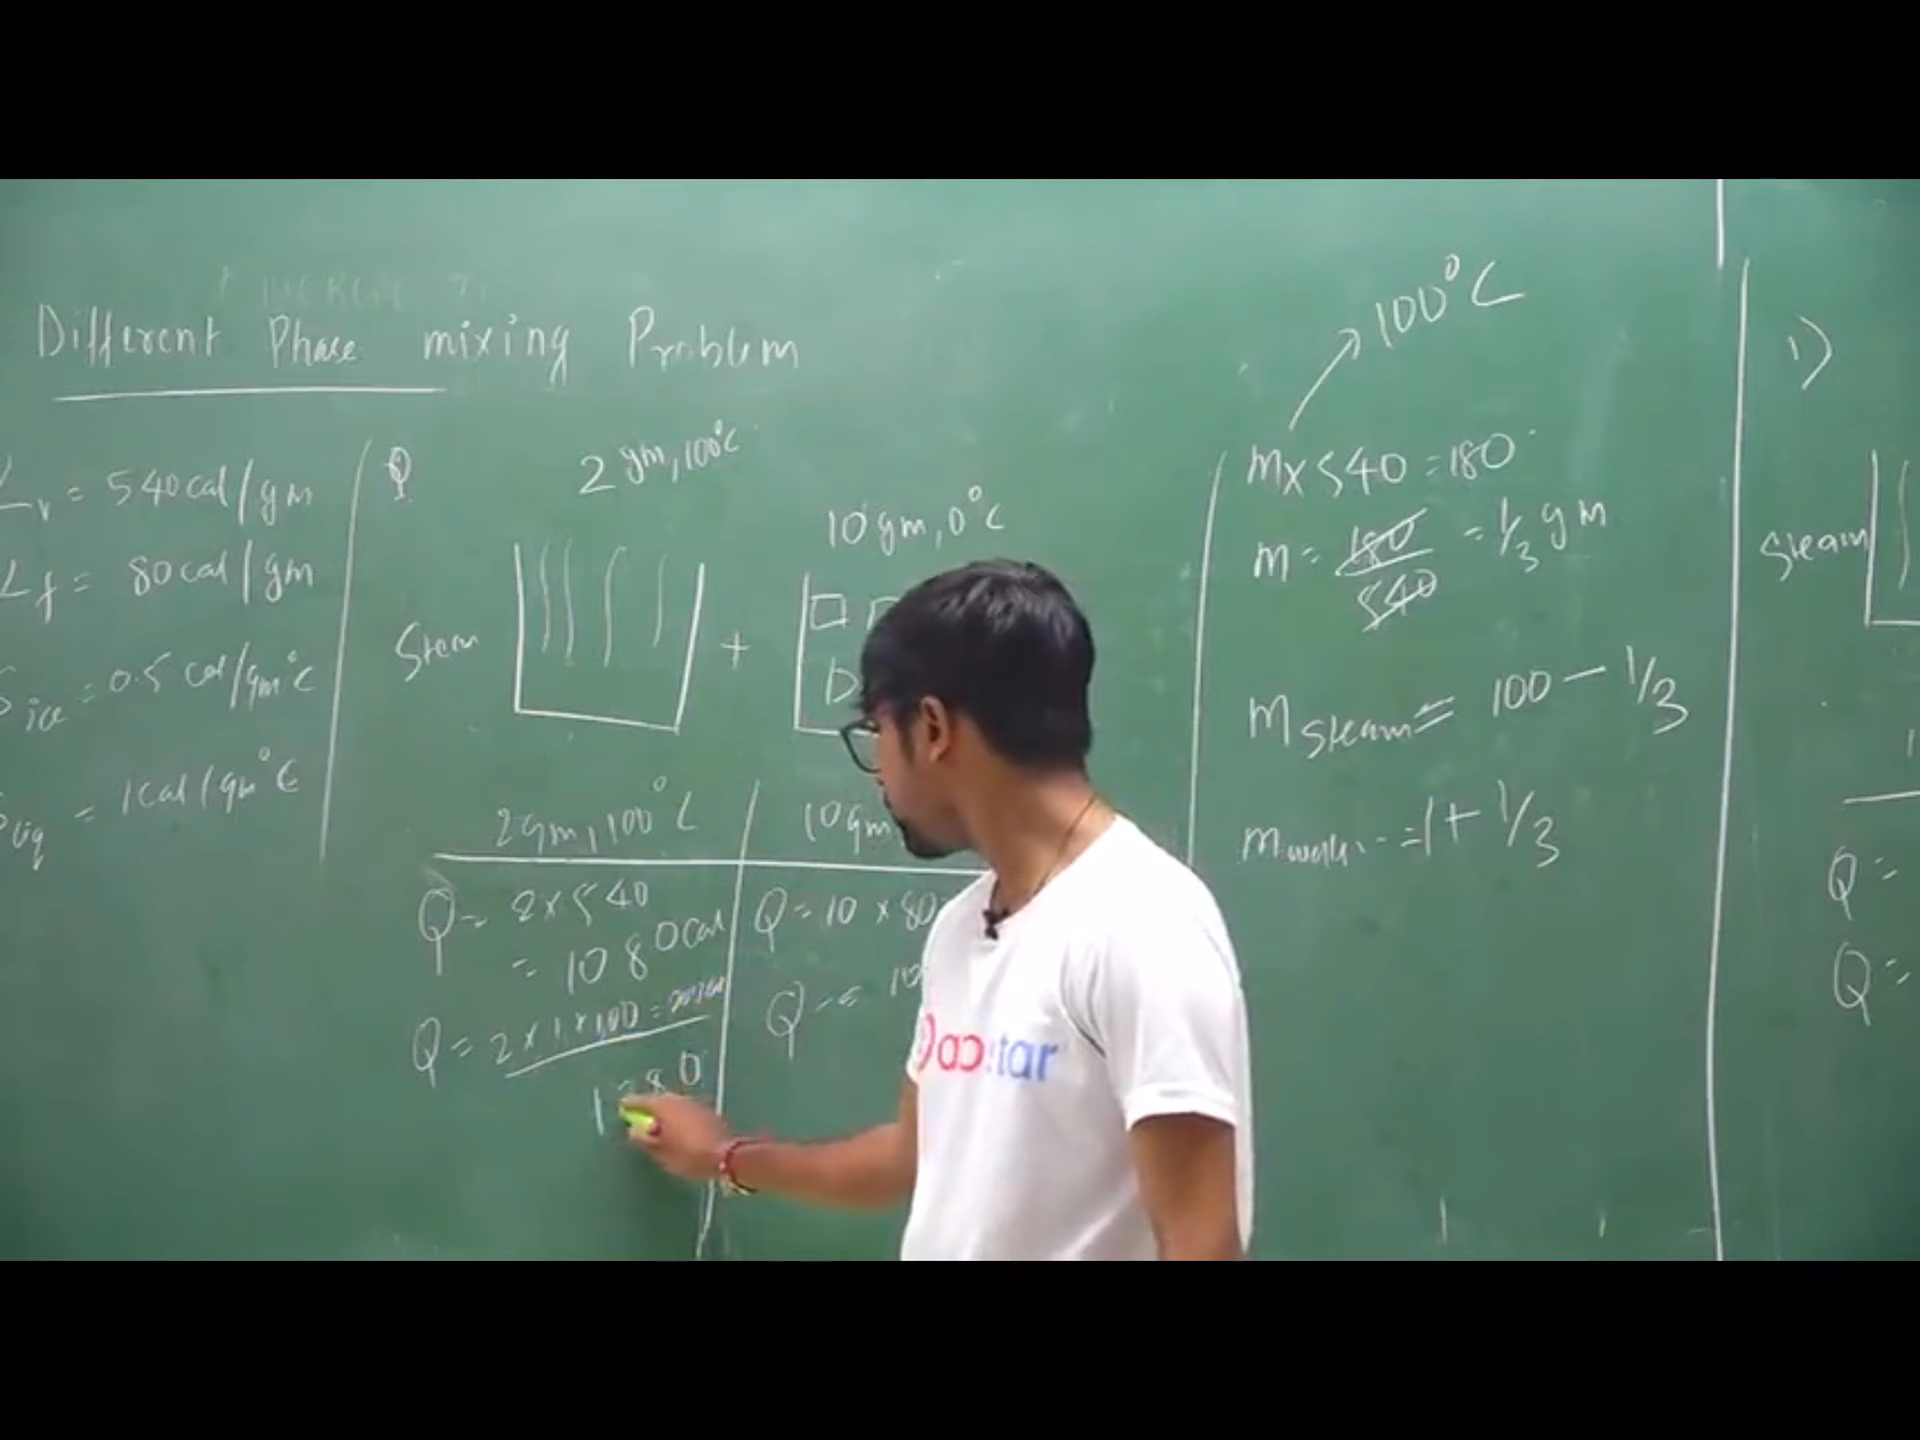 Different Phase mixing Problem
Lv = 540 cal/gm
Lf = 80 cal/gm
Sice = 0.5 cal/gm°C
= 1 cal/gm°C
Q
2 gm, 100°C
10 gm, 0°C
Steam
+
2 gm, 100°C
10 gm
Q = 2 × 540
= 1080 cal
Q = 2 × 1 × 100 =
1280
Q = 10 × 80
Q = 10
100°C
m × 540 = 180
m = 180/540 = 1/3 gm
m steam = 100 - 1/3
= 1 + 1/3
1)
Steam
Q =
Q =